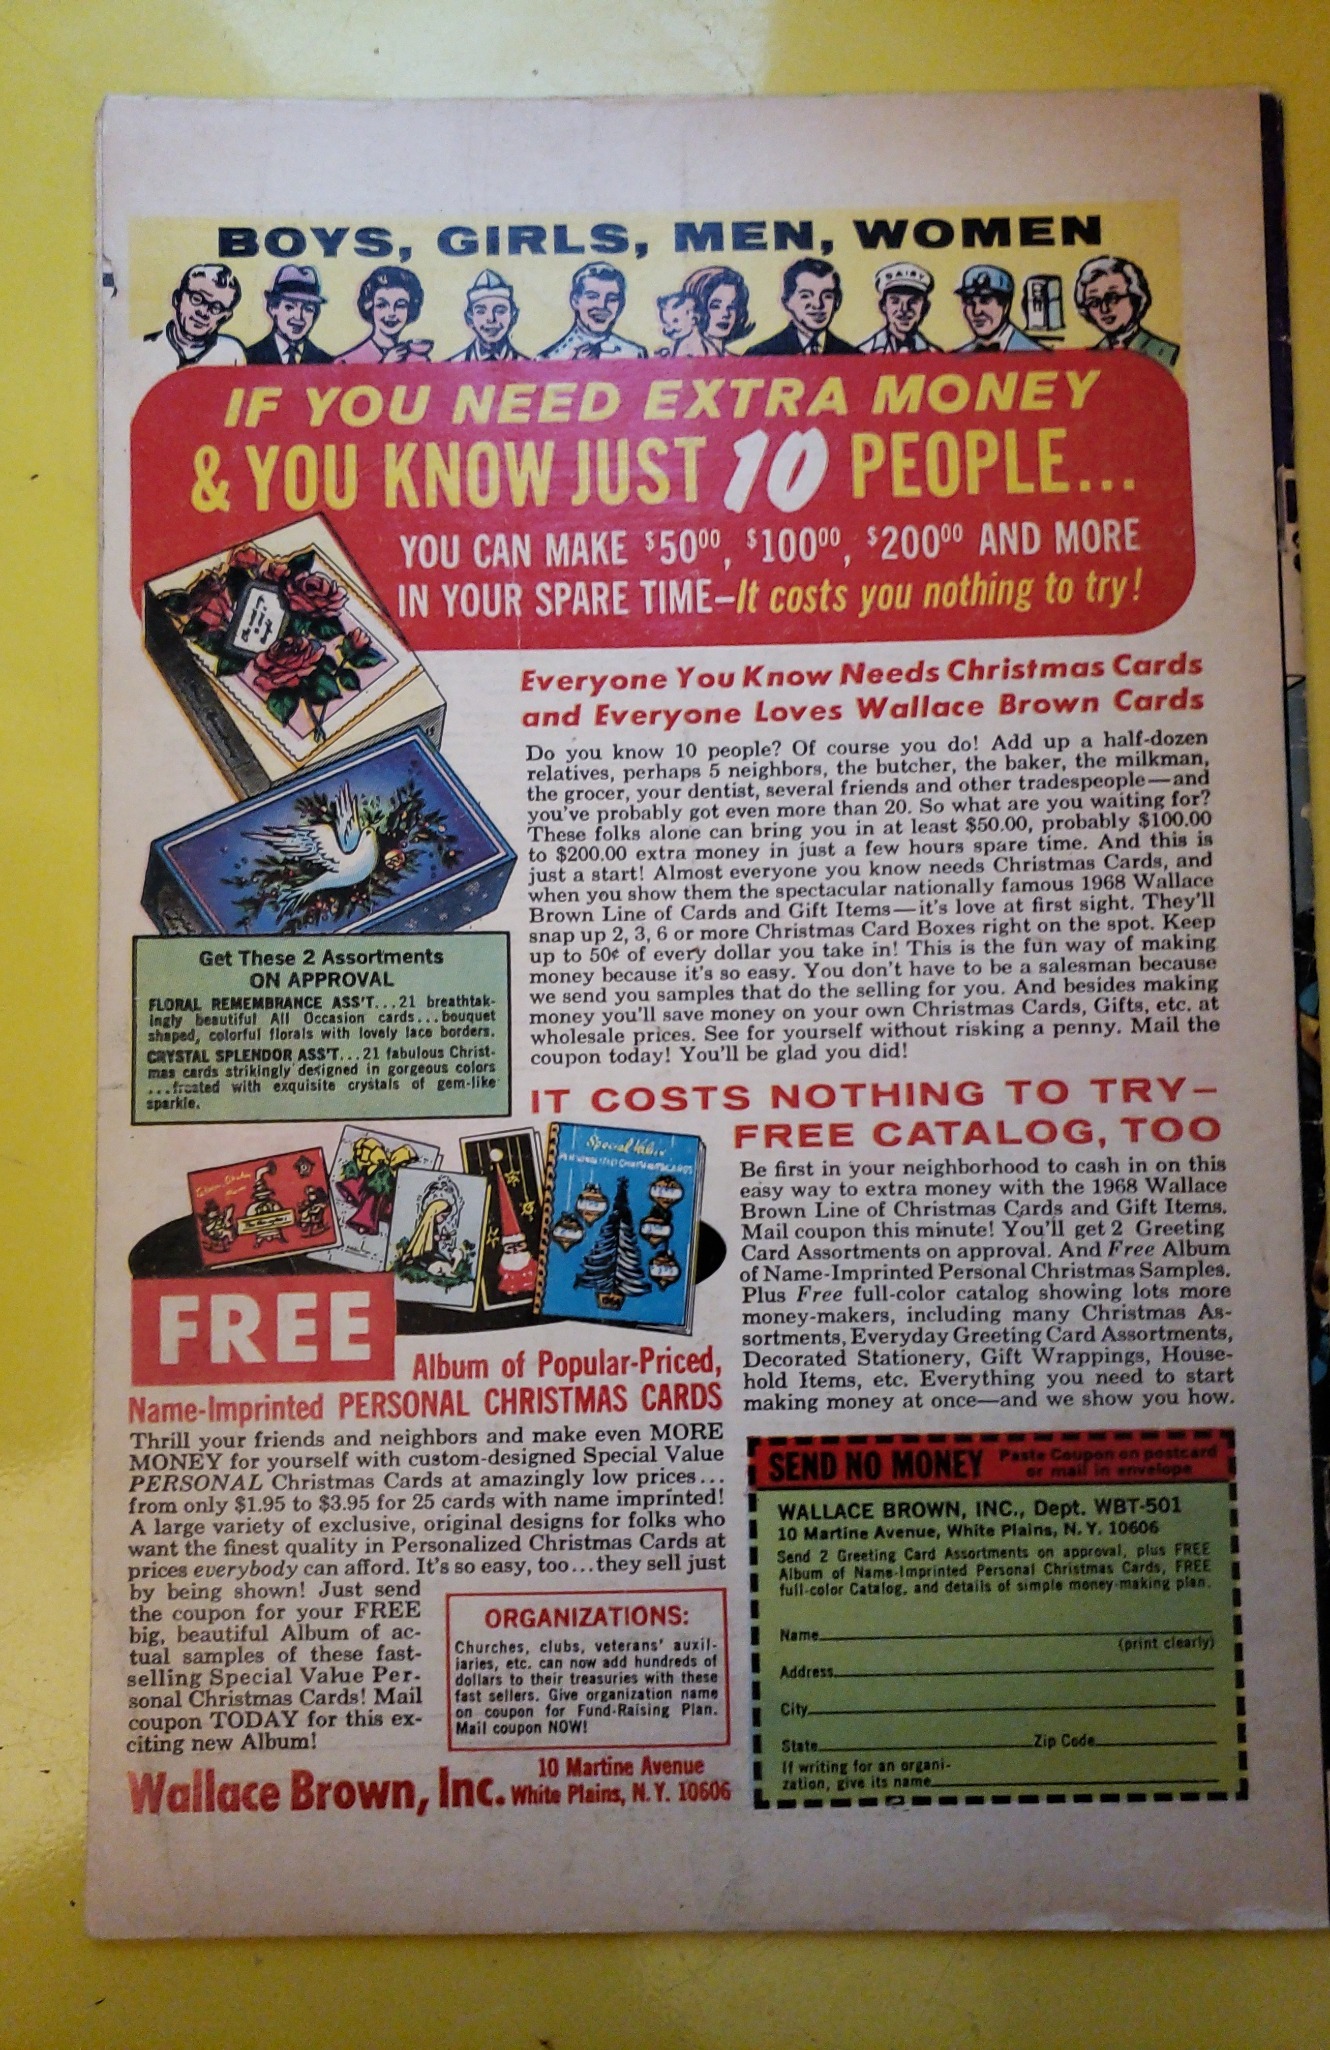 BOYS, GIRLS, MEN, WOMEN
DAIRY
IF YOU NEED EXTRA MONEY
& YOU KNOW JUST 10 PEOPLE...
YOU CAN MAKE $50⁰⁰, $100⁰⁰, $200⁰⁰ AND MORE
IN YOUR SPARE TIME–It costs you nothing to try!
Everyone You Know Needs Christmas Cards
and Everyone Loves Wallace Brown Cards
Do you know 10 people? Of course you do! Add up a half-dozen
relatives, perhaps 5 neighbors, the butcher, the baker, the milkman,
the grocer, your dentist, several friends and other tradespeople—and
you've probably got even more than 20. So what are you waiting for?
These folks alone can bring you in at least $50.00, probably $100.00
to $200.00 extra money in just a few hours spare time. And this is
just a start! Almost everyone you know needs Christmas Cards, and
when you show them the spectacular nationally famous 1968 Wallace
Brown Line of Cards and Gift Items—it's love at first sight. They'll
snap up 2, 3, 6 or more Christmas Card Boxes right on the spot. Keep
up to 50¢ of every dollar you take in! This is the fun way of making
money because it's so easy. You don't have to be a salesman because
we send you samples that do the selling for you. And besides making
money you'll save money on your own Christmas Cards, Gifts, etc. at
wholesale prices. See for yourself without risking a penny. Mail the
coupon today! You'll be glad you did!
Get These 2 Assortments
ON APPROVAL
FLORAL REMEMBRANCE ASS'T...21 breathtak-
ingly beautiful All Occasion cards...bouquet
shaped, colorful florals with lovely lace borders.
CRYSTAL SPLENDOR ASS'T...21 fabulous Christ-
mas cards strikingly designed in gorgeous colors
...frosted with exquisite crystals of gem-like
sparkle.
IT COSTS NOTHING TO TRY–
FREE CATALOG, TOO
Be first in your neighborhood to cash in on this
easy way to extra money with the 1968 Wallace
Brown Line of Christmas Cards and Gift Items.
Mail coupon this minute! You'll get 2 Greeting
Card Assortments on approval. And Free Album
of Name-Imprinted Personal Christmas Samples.
Plus Free full-color catalog showing lots more
money-makers, including many Christmas As-
sortments, Everyday Greeting Card Assortments,
Decorated Stationery, Gift Wrappings, House-
hold Items, etc. Everything you need to start
making money at once—and we show you how.
Special Value
PERSONALIZED CHRISTMAS CARDS
FREE
Album of Popular-Priced,
Name-Imprinted PERSONAL CHRISTMAS CARDS
Thrill your friends and neighbors and make even MORE
MONEY for yourself with custom-designed Special Value
PERSONAL Christmas Cards at amazingly low prices...
from only $1.95 to $3.95 for 25 cards with name imprinted!
A large variety of exclusive, original designs for folks who
want the finest quality in Personalized Christmas Cards at
prices everybody can afford. It's so easy, too...they sell just
by being shown! Just send
the coupon for your FREE
big, beautiful Album of ac-
tual samples of these fast-
selling Special Value Per-
sonal Christmas Cards! Mail
coupon TODAY for this ex-
citing new Album!
ORGANIZATIONS:
Churches, clubs, veterans' auxil-
iaries, etc. can now add hundreds of
dollars to their treasuries with these
fast sellers. Give organization name
on coupon for Fund-Raising Plan.
Mail coupon NOW!
Wallace Brown, Inc.
10 Martine Avenue
White Plains, N.Y. 10606
SEND NO MONEY
Paste Coupon on postcard
or mail in envelope
WALLACE BROWN, INC., Dept. WBT-501
10 Martine Avenue, White Plains, N. Y. 10606
Send 2 Greeting Card Assortments on approval, plus FREE
Album of Name-Imprinted Personal Christmas Cards, FREE
full-color Catalog, and details of simple money-making plan.
Name
(print clearly)
Address
City
State Zip Code
If writing for an organi-
zation, give its name